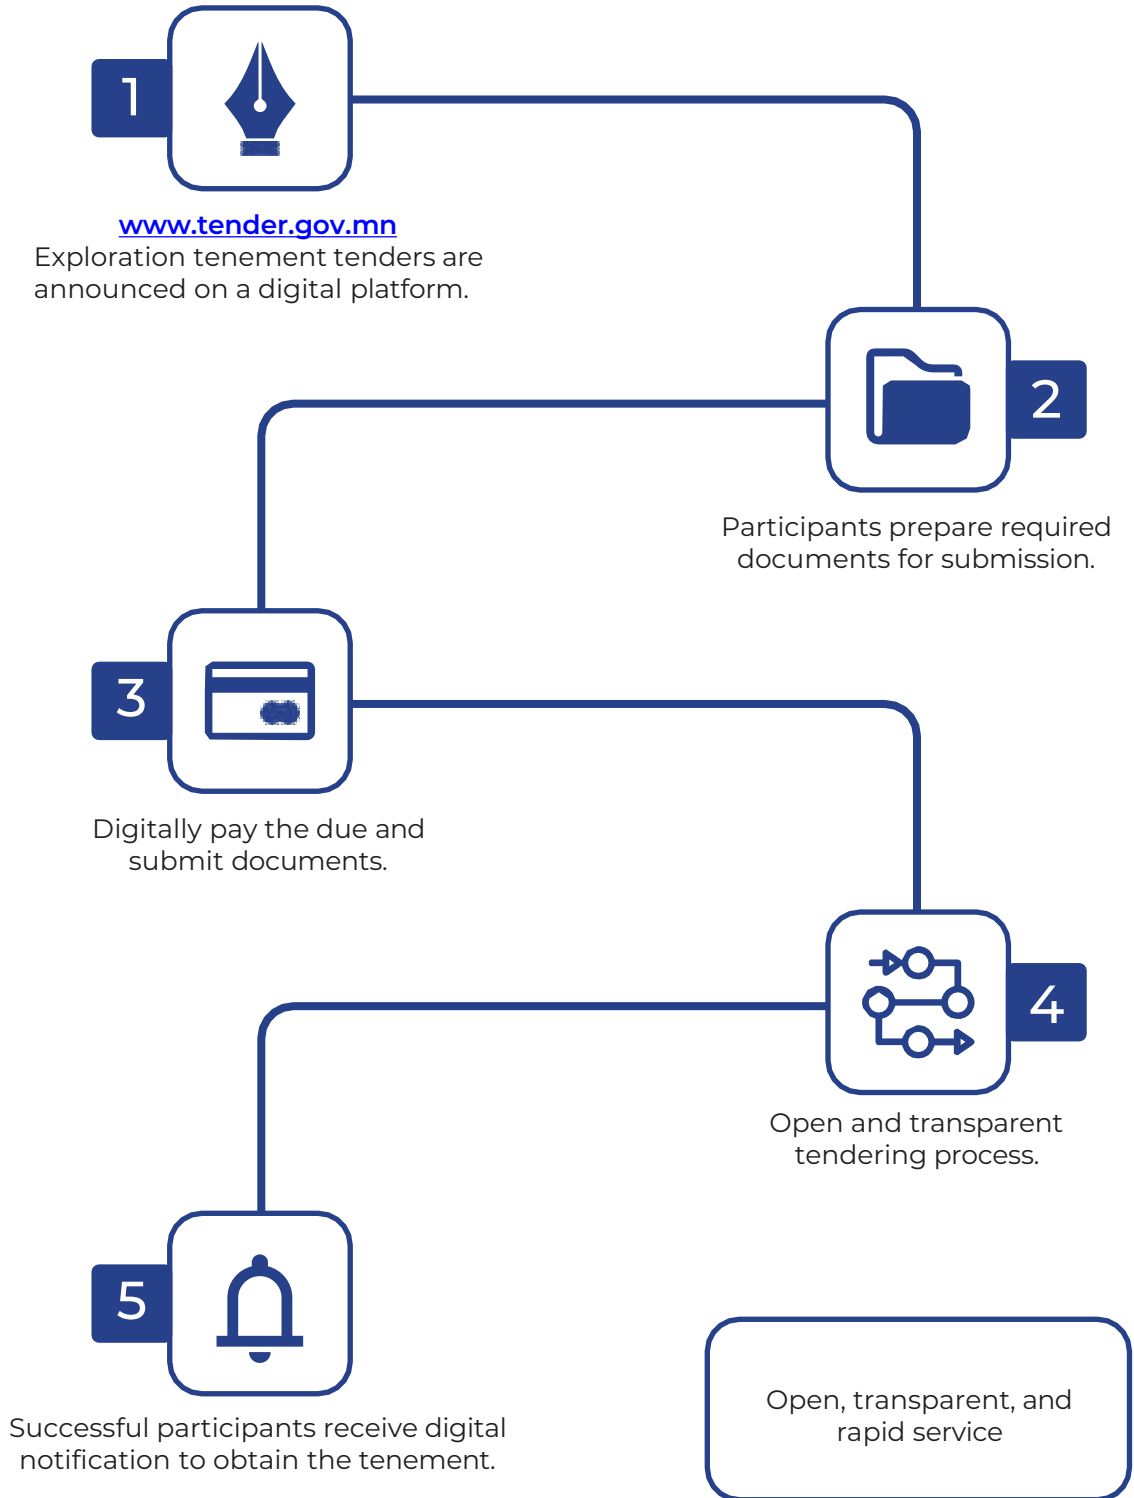 1
www.tender.gov.mn
Exploration tenement tenders are
announced on a digital platform.
2
Participants prepare required
documents for submission.
3
Digitally pay the due and
submit documents.
4
Open and transparent
tendering process.
5
Successful participants receive digital
notification to obtain the tenement.
Open, transparent, and
rapid service